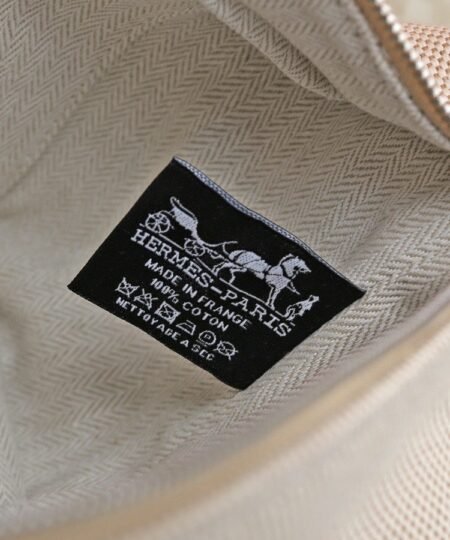 HERMES-PARIS
MADE IN FRANCE
100% COTON
NETTOYAGE A SEC